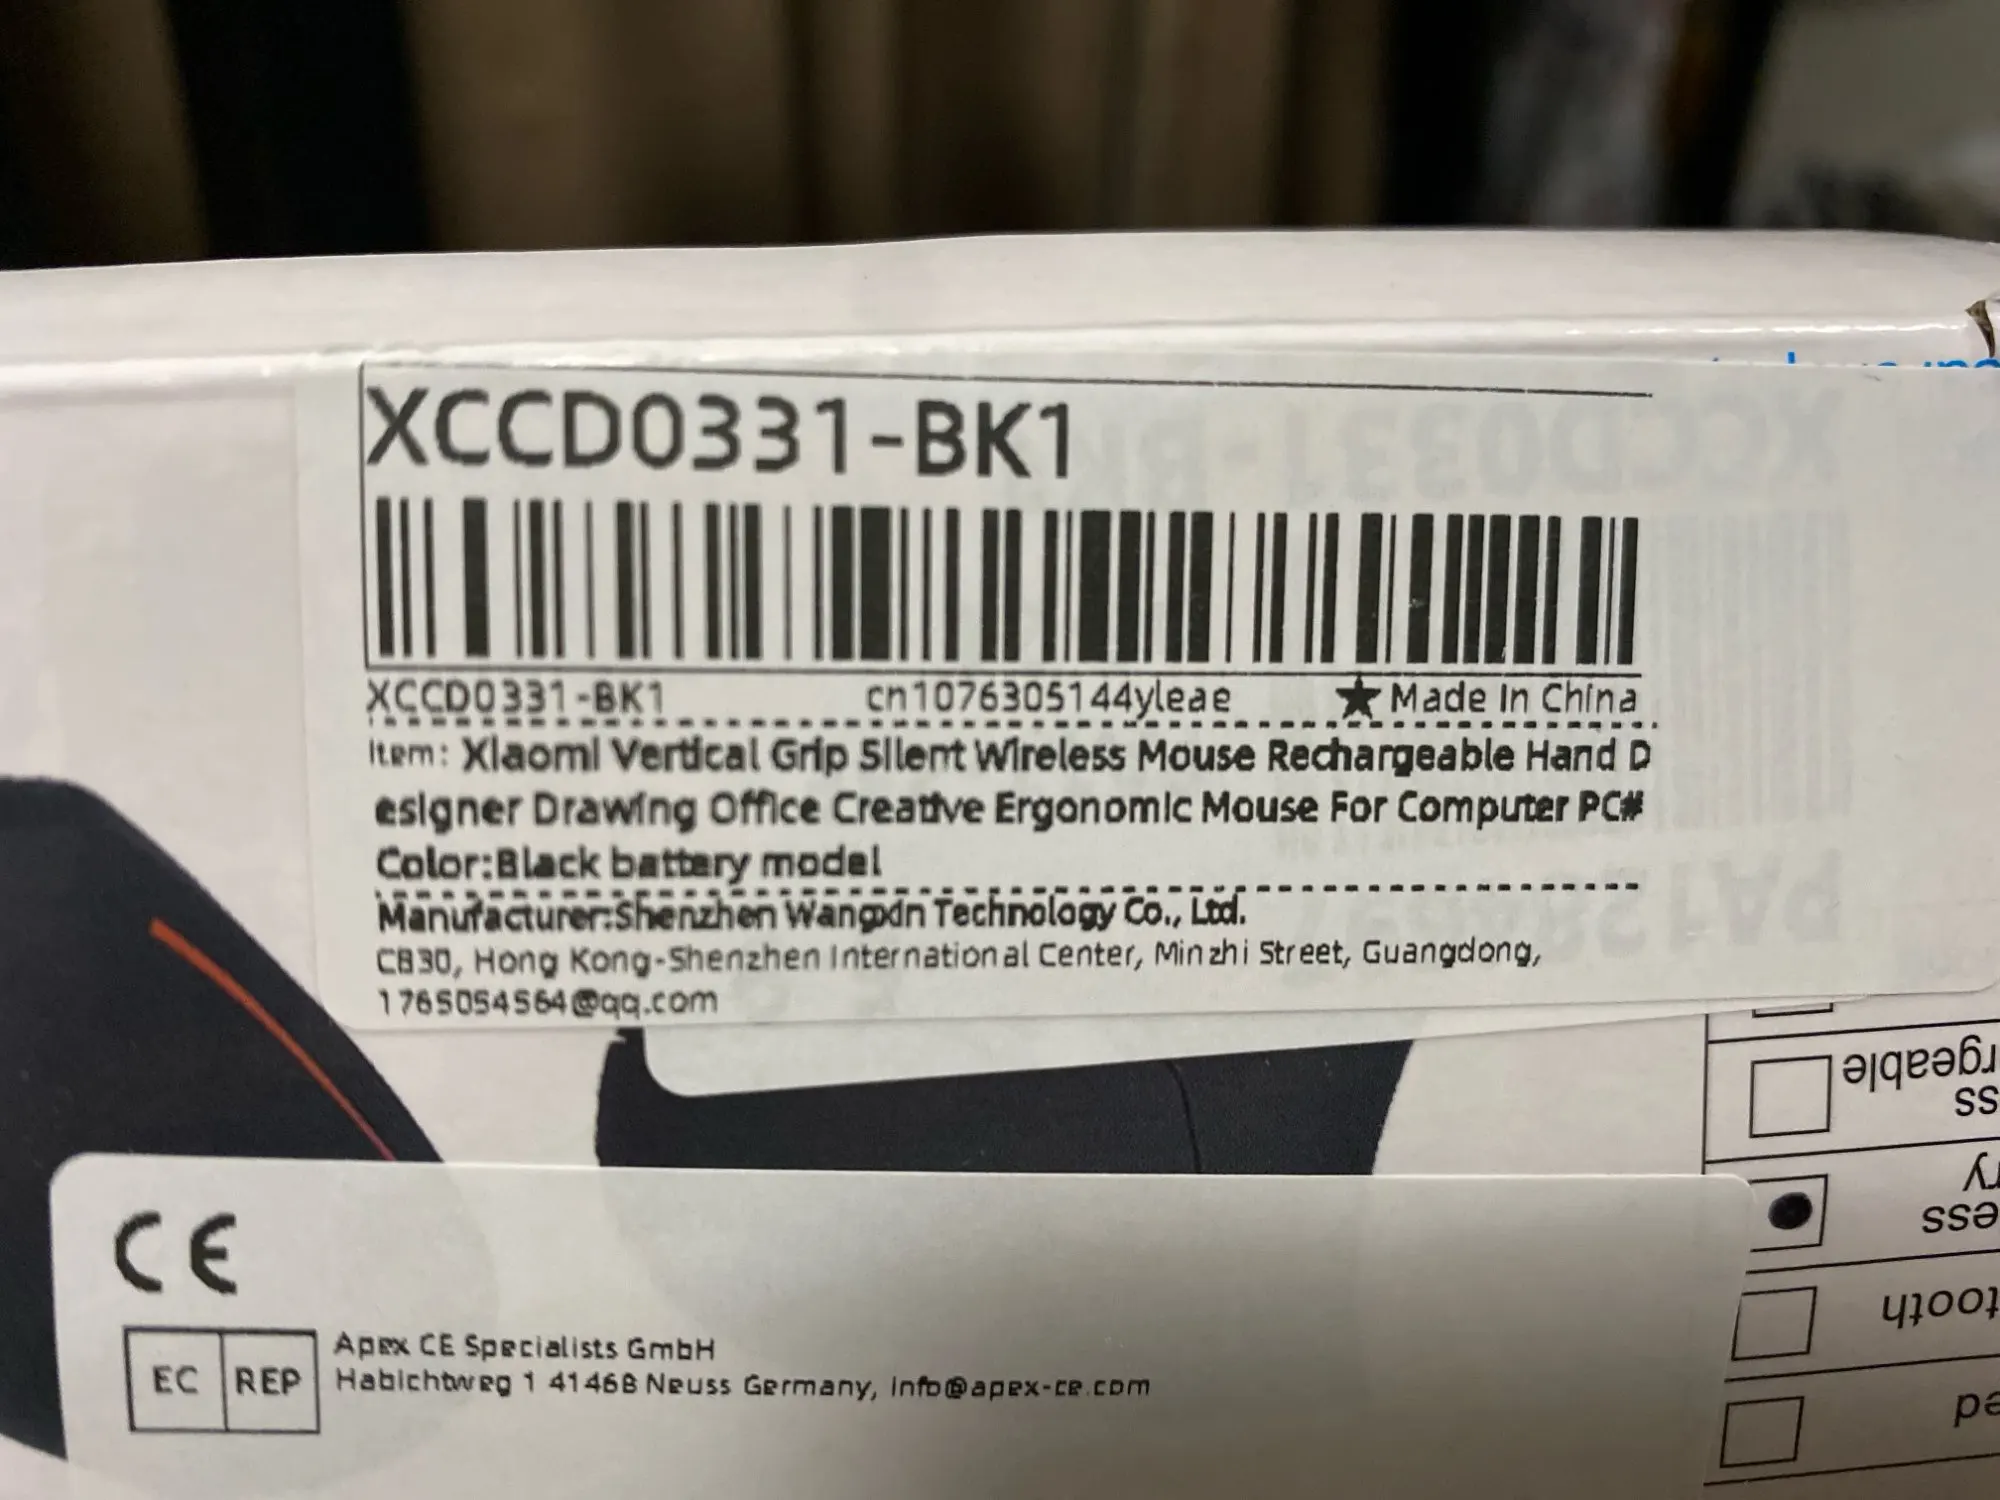 XCCD0331-BK1
XCCD0331-BK1 cn1076305144yleae ★Made In China
Item: Xiaomi Vertical Grip Silent Wireless Mouse Rechargeable Hand D
esigner Drawing Office Creative Ergonomic Mouse For Computer PC#
Color:Black battery model
Manufacturer:Shenzhen Wangxin Technology Co., Ltd.
CB30, Hong Kong-Shenzhen International Center, Minzhi Street, Guangdong,
1765054564@qq.com
rgeable
ss
ry
ess
tooth
ed
CE
EC REP
Apex CE Specialists GmbH
Habichtweg 1 41468 Neuss Germany, info@apex-ce.com